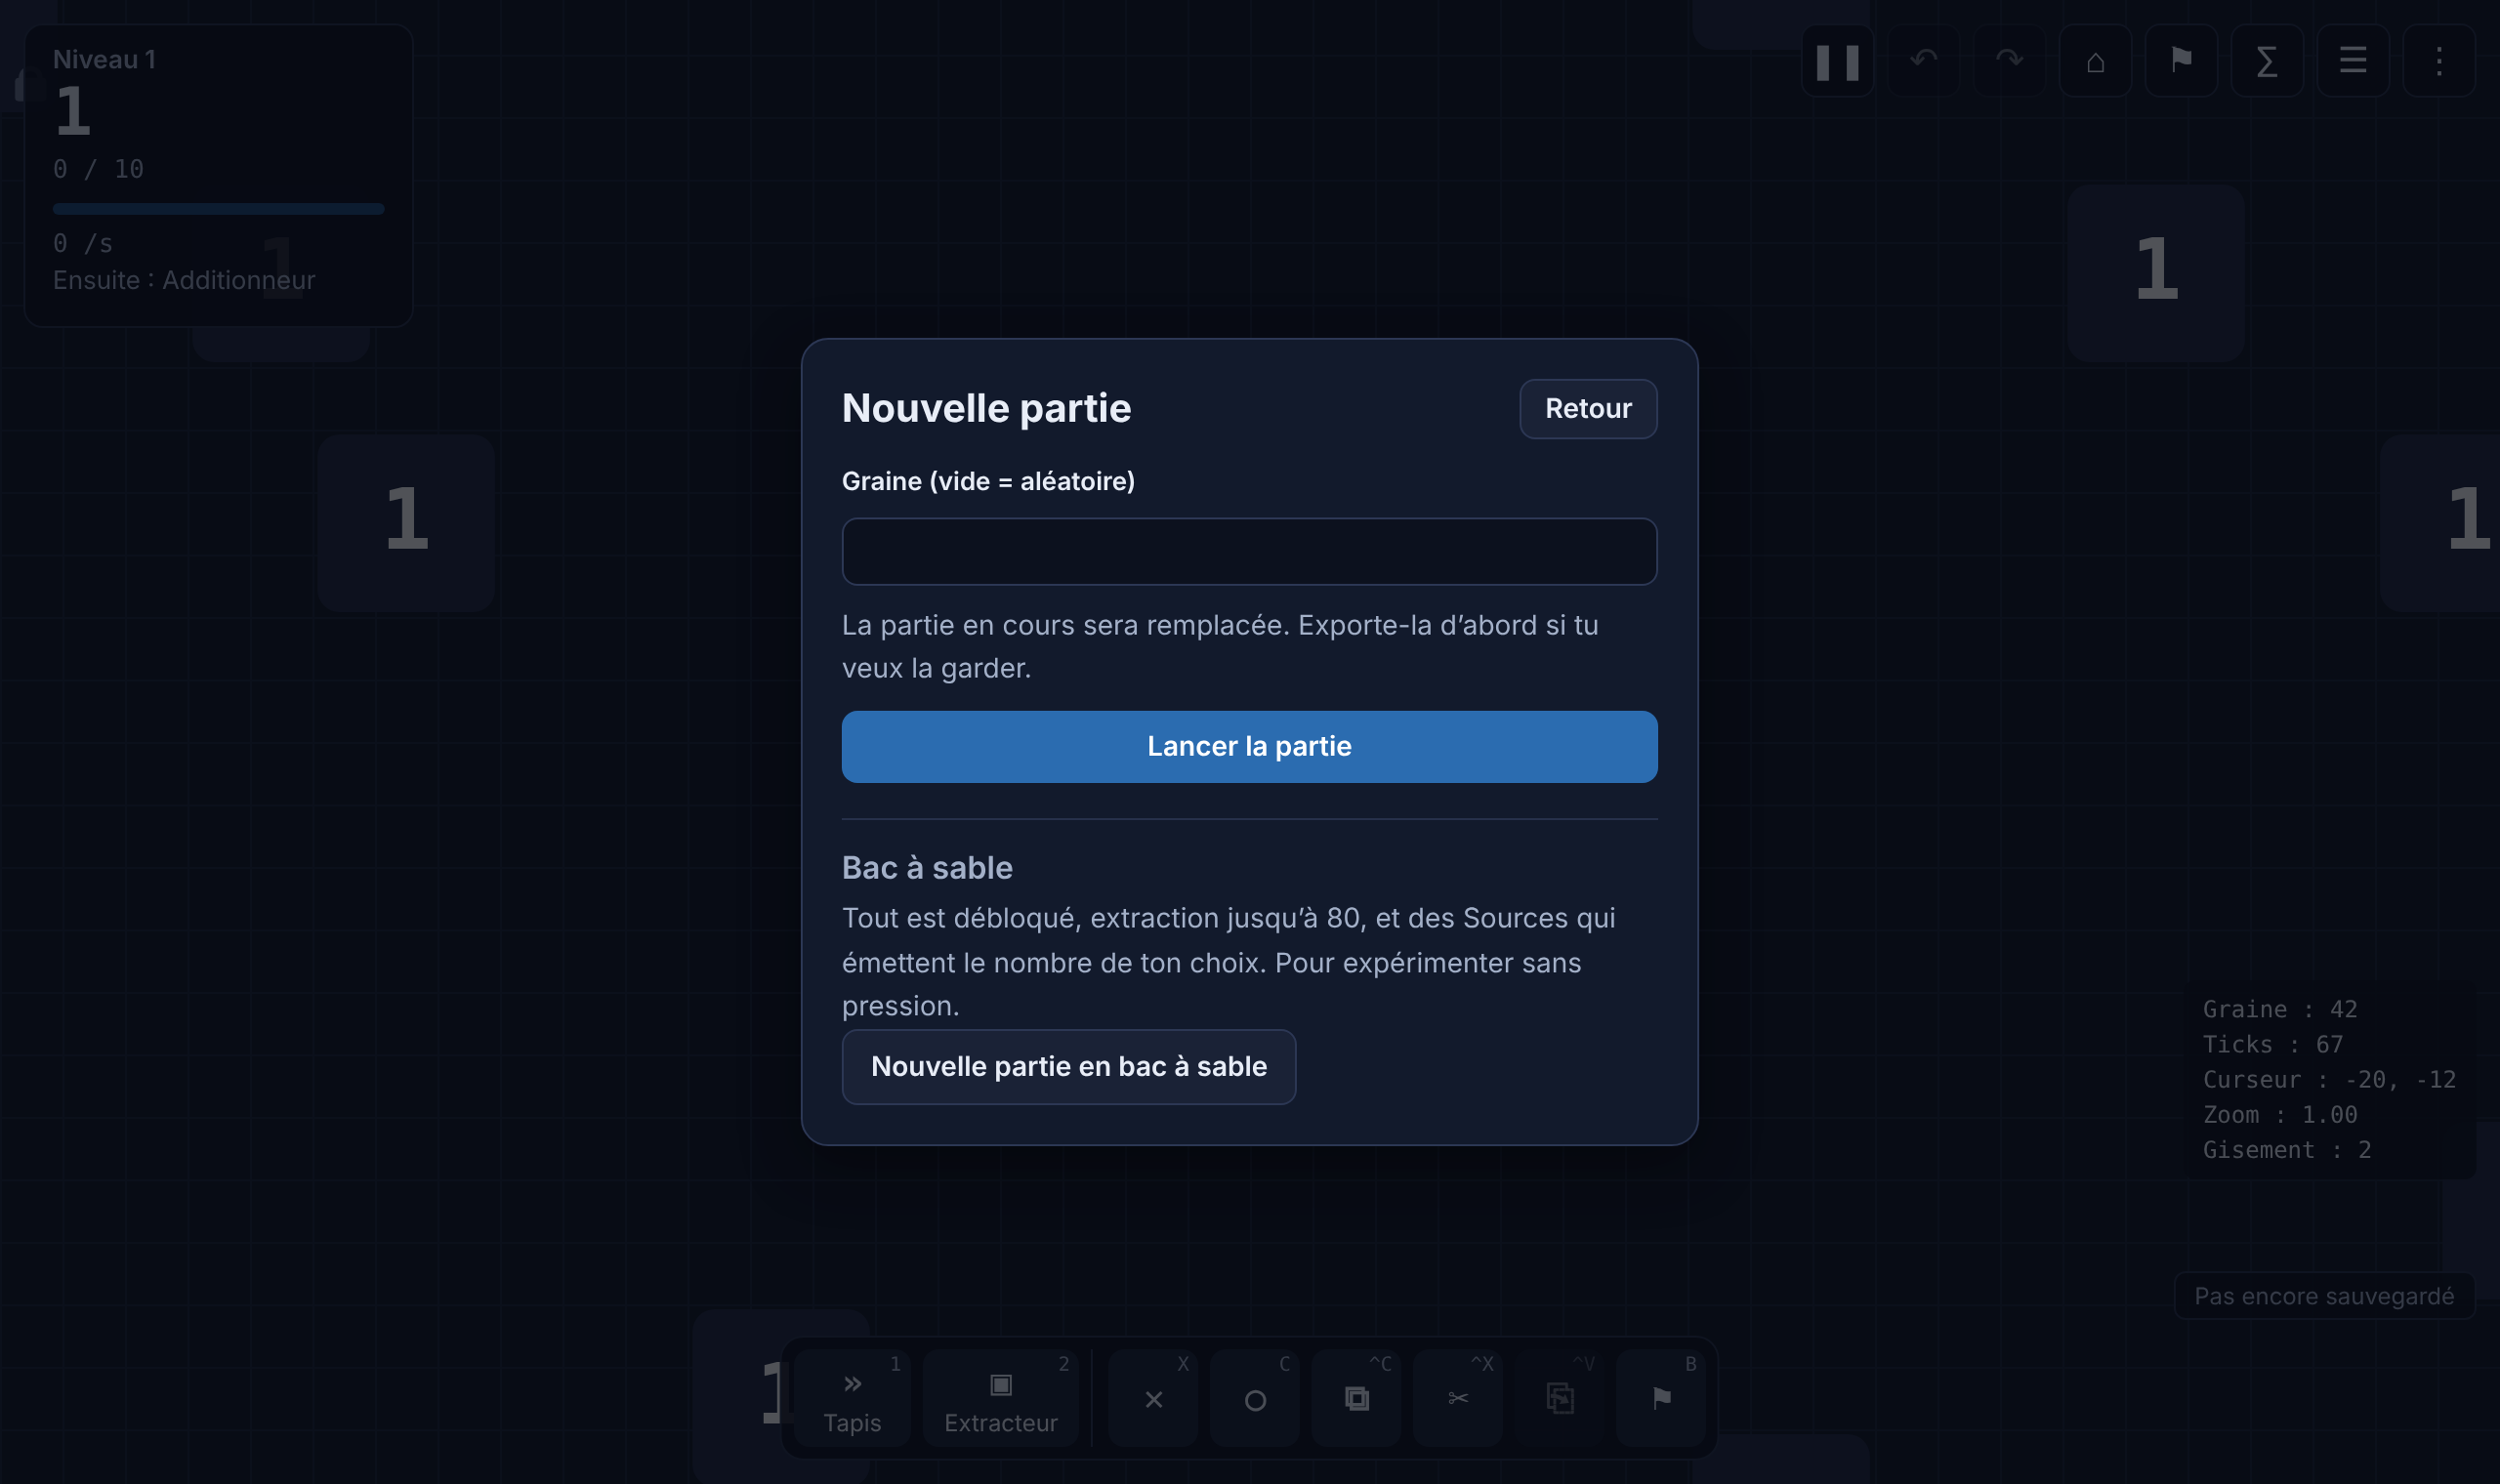 Niveau 1
1
0 / 10
0 /s
Ensuite : Additionneur
1
1
1
1
Nouvelle partie
Retour
Graine (vide = aléatoire)
La partie en cours sera remplacée. Exporte-la d’abord si tu
veux la garder.
Lancer la partie
Bac à sable
Tout est débloqué, extraction jusqu’à 80, et des Sources qui
émettent le nombre de ton choix. Pour expérimenter sans
pression.
Nouvelle partie en bac à sable
Graine : 42
Ticks : 67
Curseur : -20, -12
Zoom : 1.00
Gisement : 2
Pas encore sauvegardé
1
1
Tapis
2
Extracteur
X
C
^C
^X
^V
B